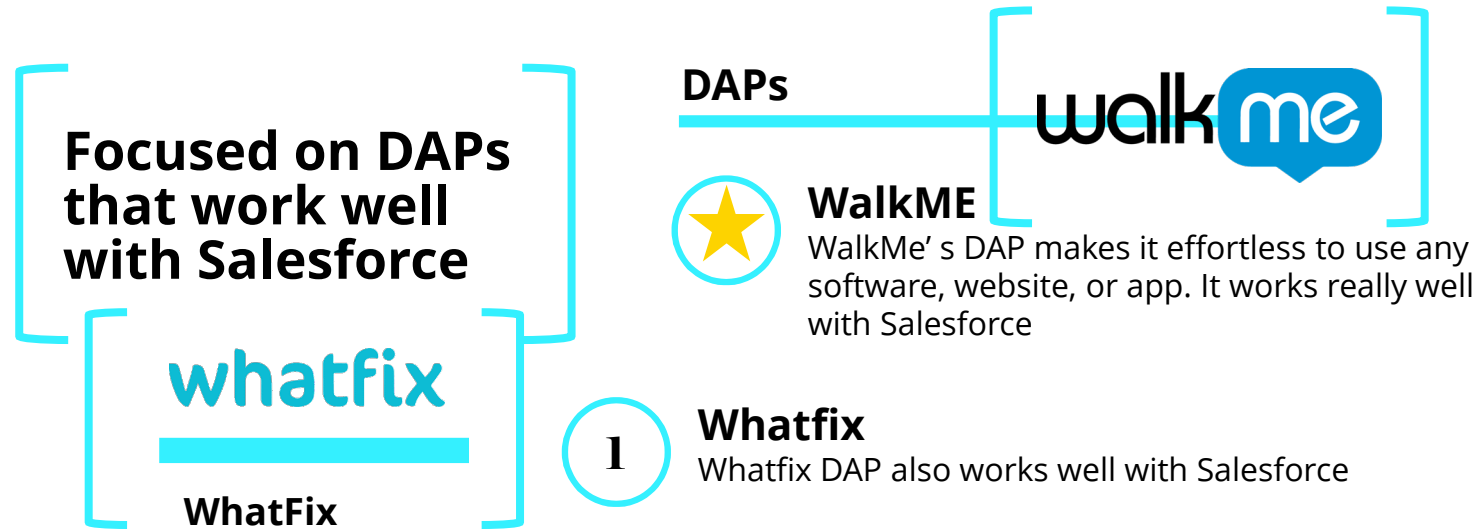 Focused on DAPs
that work well
with Salesforce
whatfix
WhatFix
DAPs
walkme
WalkME
WalkMe’ s DAP makes it effortless to use any
software, website, or app. It works really well
with Salesforce
1
Whatfix
Whatfix DAP also works well with Salesforce